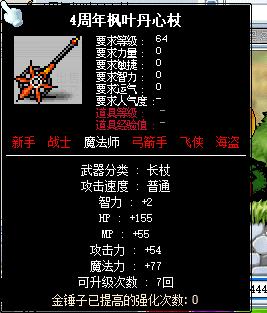 4周年枫叶丹心杖
要求等级 : 64
要求力量 : 0
要求敏捷 : 0
要求智力 : 0
要求运气 : 0
要求人气度 : -
道具等级 : -
道具经验值 : -
新手 战士 魔法师 弓箭手 飞侠 海盗
武器分类 : 长杖
攻击速度 : 普通
智力 : +2
HP : +155
MP : +55
攻击力 : +54
魔法力 : +77
可升级次数 : 7回
金锤子已提高的强化次数: 0
444